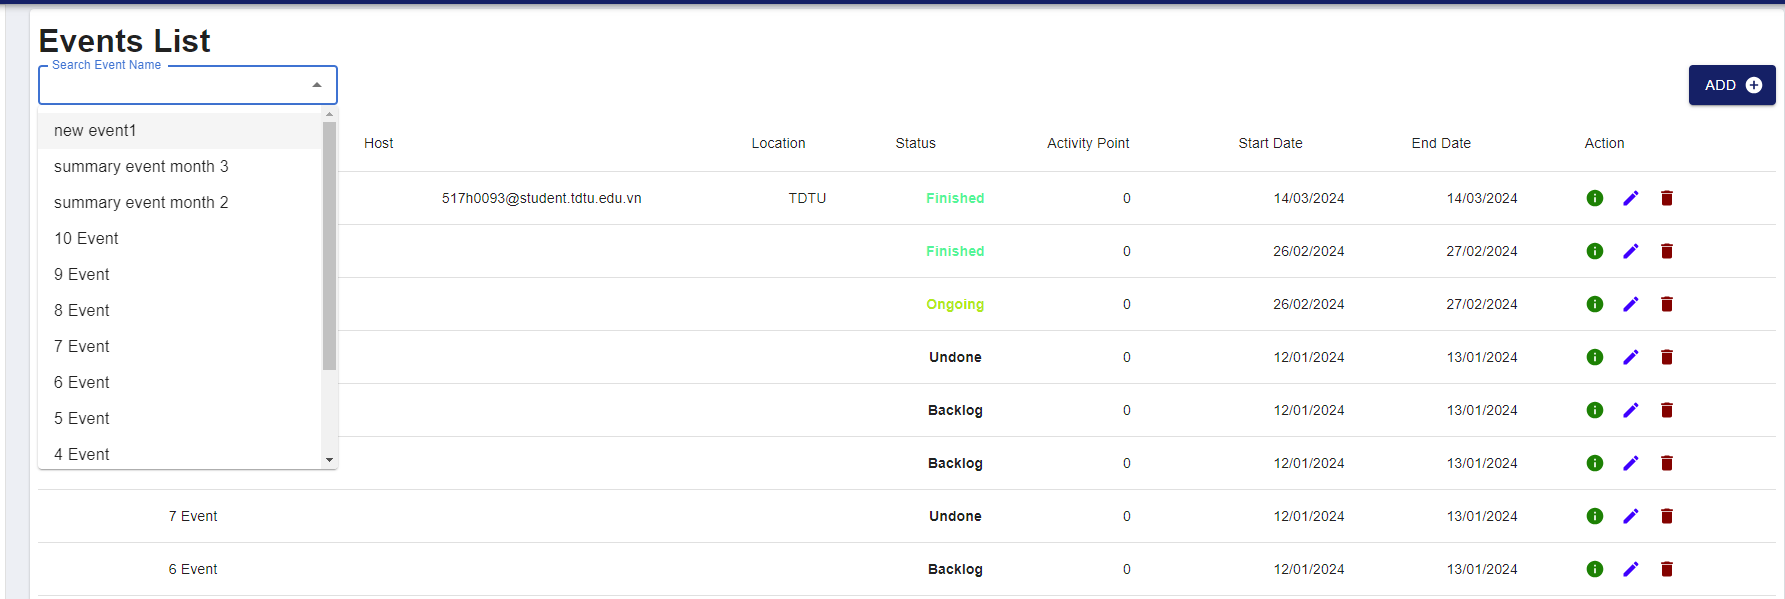 Events List
Search Event Name
ADD
new event1
summary event month 3
summary event month 2
10 Event
9 Event
8 Event
7 Event
6 Event
5 Event
4 Event
Host Location Status Activity Point Start Date End Date Action
517h0093@student.tdtu.edu.vn TDTU Finished 0 14/03/2024 14/03/2024
Finished 0 26/02/2024 27/02/2024
Ongoing 0 26/02/2024 27/02/2024
Undone 0 12/01/2024 13/01/2024
Backlog 0 12/01/2024 13/01/2024
Backlog 0 12/01/2024 13/01/2024
7 Event Undone 0 12/01/2024 13/01/2024
6 Event Backlog 0 12/01/2024 13/01/2024